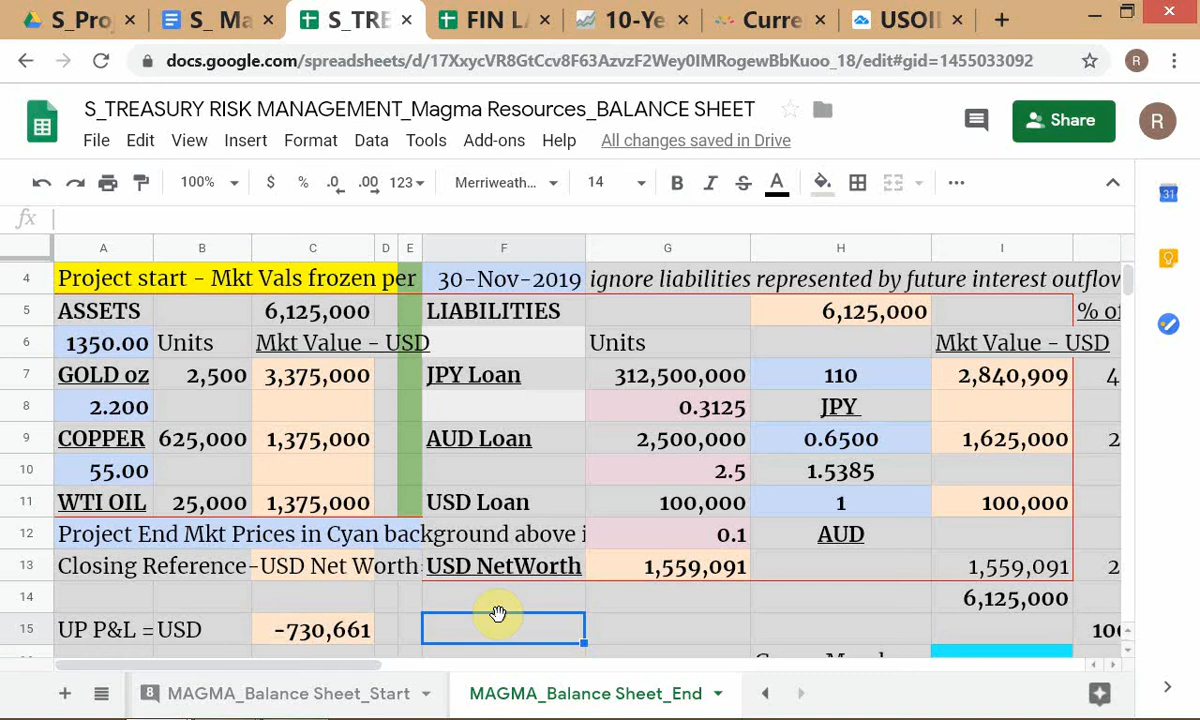 S_Proj
S_ Ma
S_TRE
FIN LA
10-Ye
Curre
USOIL
docs.google.com/spreadsheets/d/17XxycVR8GtCcv8F63AzvzF2Wey0IMRogewBbKuoo_18/edit#gid=1455033092
R
S_TREASURY RISK MANAGEMENT_Magma Resources_BALANCE SHEET
Share
R
File Edit View Insert Format Data Tools Add-ons Help All changes saved in Drive
100% $ % .0 .00 123 Merriweath... 14 B I S A
31
fx
A B C D E F G H I
4 Project start - Mkt Vals frozen per 30-Nov-2019 ignore liabilities represented by future interest outflow
5 ASSETS 6,125,000 LIABILITIES 6,125,000 % of
6 1350.00 Units Mkt Value - USD Units Mkt Value - USD
7 GOLD oz 2,500 3,375,000 JPY Loan 312,500,000 110 2,840,909 4
8 2.200 0.3125 JPY
9 COPPER 625,000 1,375,000 AUD Loan 2,500,000 0.6500 1,625,000 2
10 55.00 2.5 1.5385
11 WTI OIL 25,000 1,375,000 USD Loan 100,000 1 100,000
12 Project End Mkt Prices in Cyan background above i 0.1 AUD
13 Closing Reference-USD Net Worth: USD NetWorth 1,559,091 1,559,091 2
14 6,125,000
15 UP P&L =USD -730,661 100
8 MAGMA_Balance Sheet_Start MAGMA_Balance Sheet_End